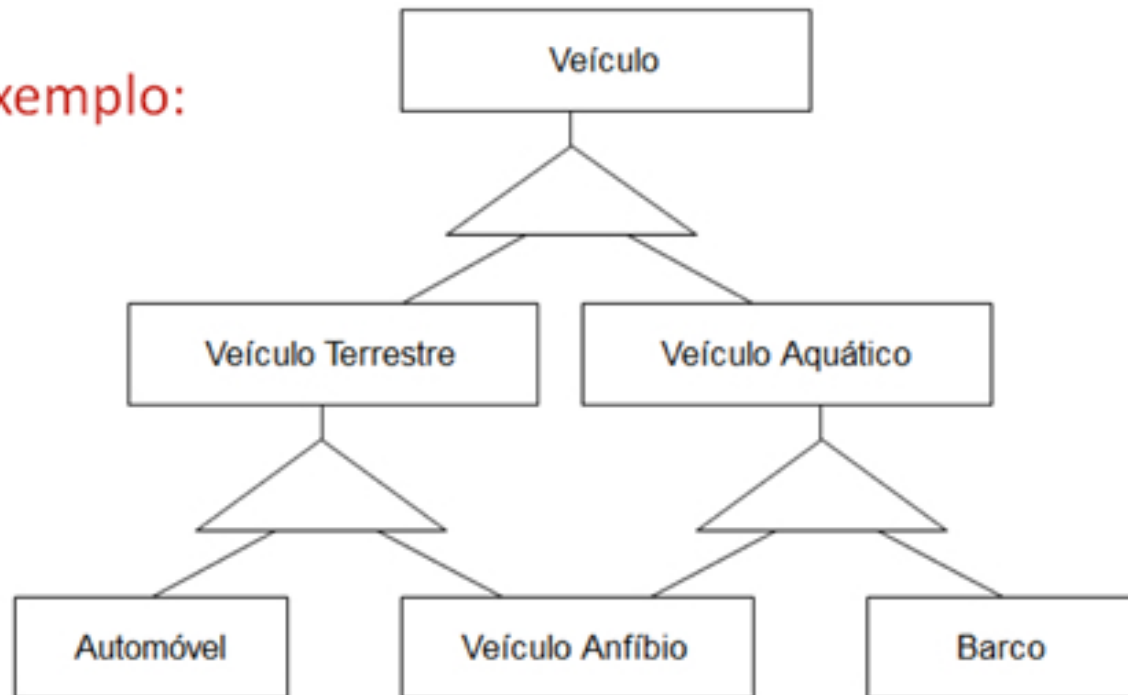 Veículo
xemplo:
Veículo Terrestre
Veículo Aquático
Automóvel
Veículo Anfíbio
Barco